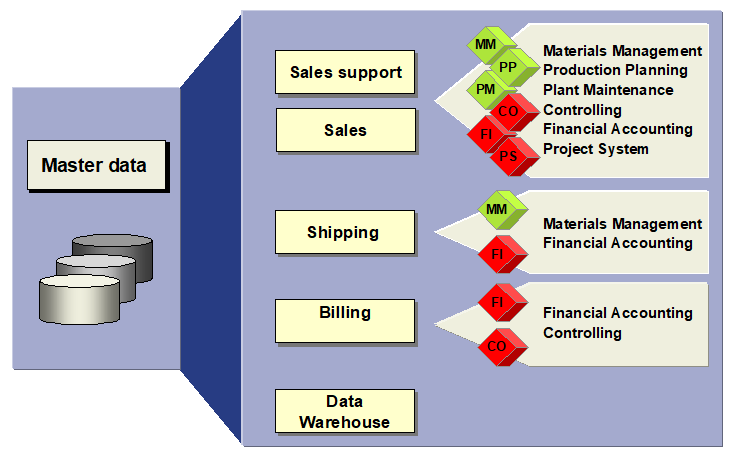 Master data
Sales support
Sales
MM
PP
PM
CO
FI
PS
Materials Management
Production Planning
Plant Maintenance
Controlling
Financial Accounting
Project System
Shipping
MM
FI
Materials Management
Financial Accounting
Billing
FI
CO
Financial Accounting
Controlling
Data
Warehouse